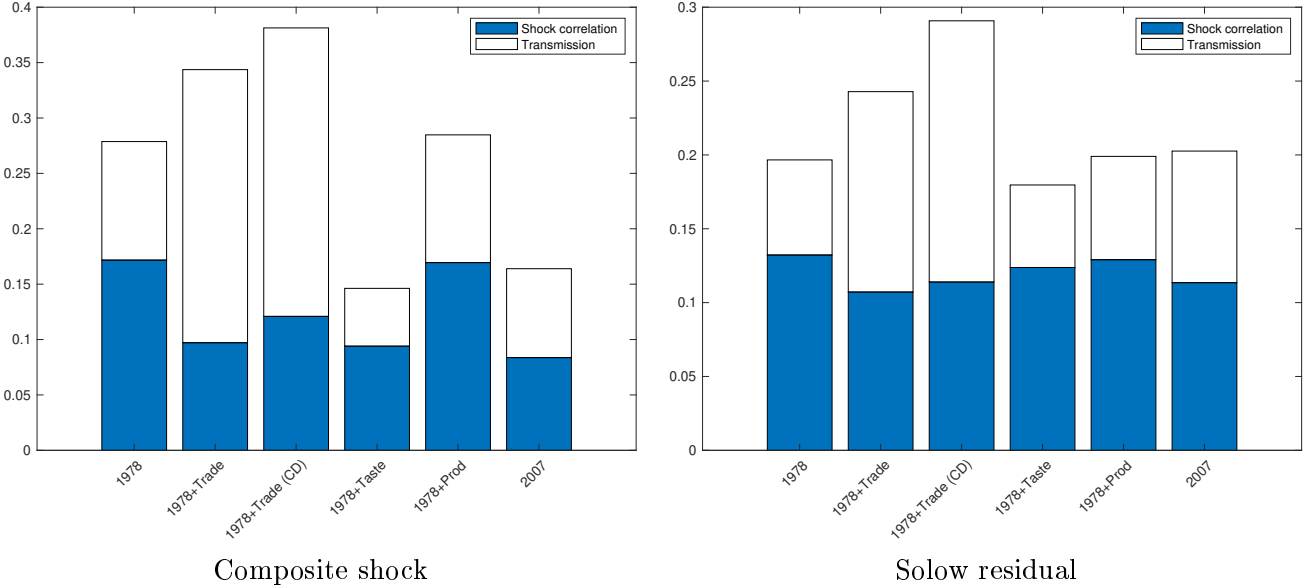 0.4
0.35
0.3
0.25
0.2
0.15
0.1
0.05
0
Shock correlation
Transmission
1978
1978+Trade
1978+Trade (CD)
1978+Taste
1978+Prod
2007
Composite shock
0.3
0.25
0.2
0.15
0.1
0.05
0
Shock correlation
Transmission
1978
1978+Trade
1978+Trade (CD)
1978+Taste
1978+Prod
2007
Solow residual